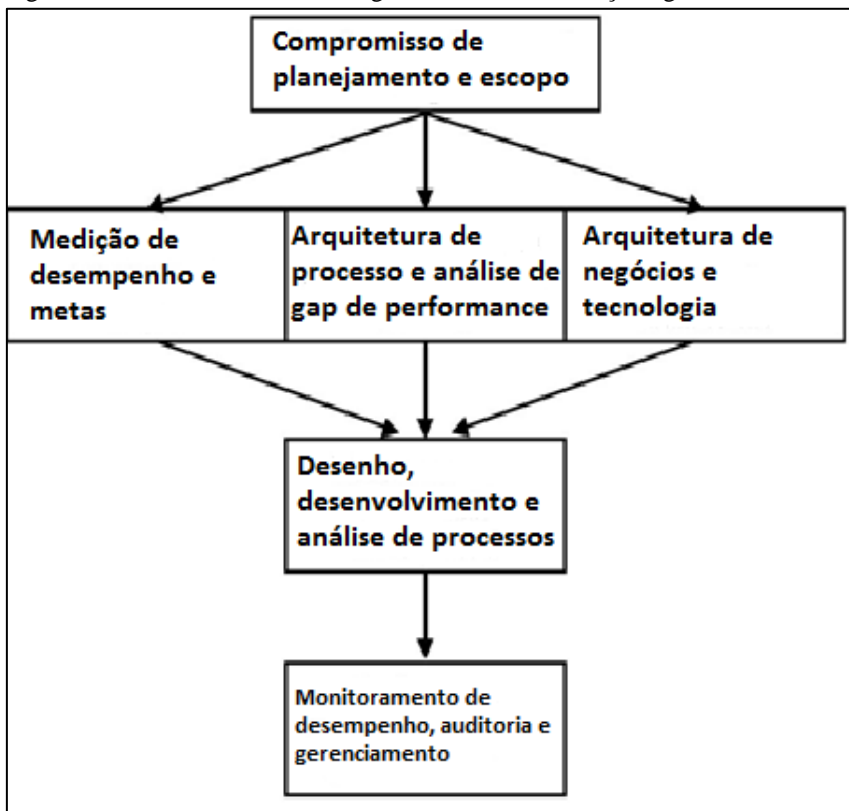 Compromisso de
planejamento e escopo
Medição de
desempenho e
metas
Arquitetura de
processo e análise de
gap de performance
Arquitetura de
negócios e
tecnologia
Desenho,
desenvolvimento e
análise de processos
Monitoramento de
desempenho, auditoria e
gerenciamento